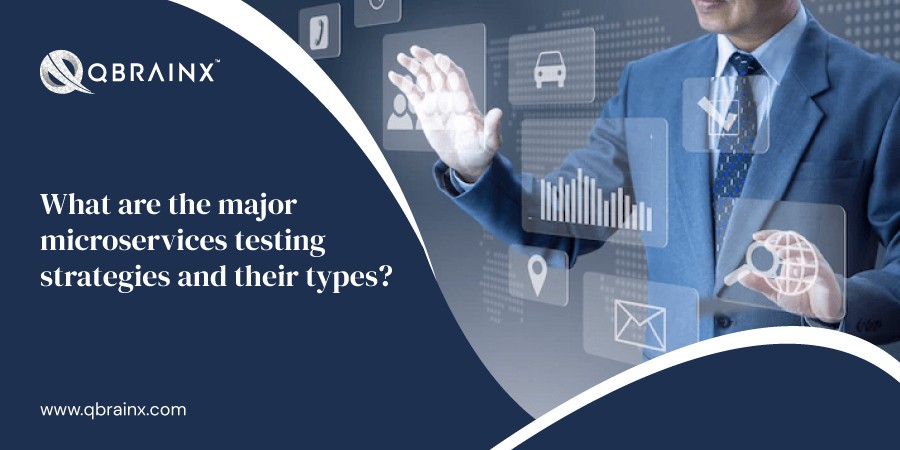 QBRAINX™
What are the major
microservices testing
strategies and their types?
www.qbrainx.com